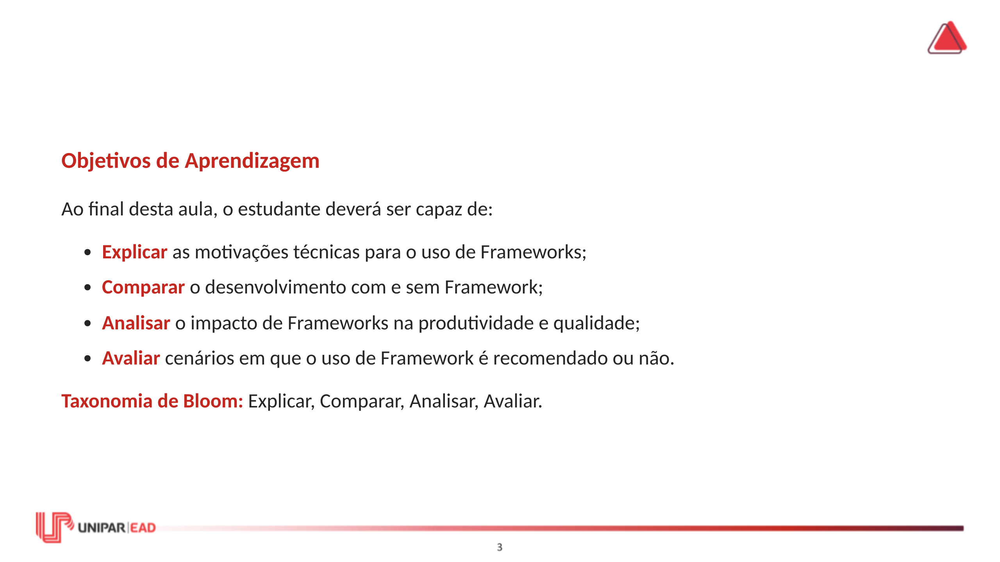 Objetivos de Aprendizagem
Ao final desta aula, o estudante deverá ser capaz de:
• Explicar as motivações técnicas para o uso de Frameworks;
• Comparar o desenvolvimento com e sem Framework;
• Analisar o impacto de Frameworks na produtividade e qualidade;
• Avaliar cenários em que o uso de Framework é recomendado ou não.
Taxonomia de Bloom: Explicar, Comparar, Analisar, Avaliar.
UNIPAR|EAD
3